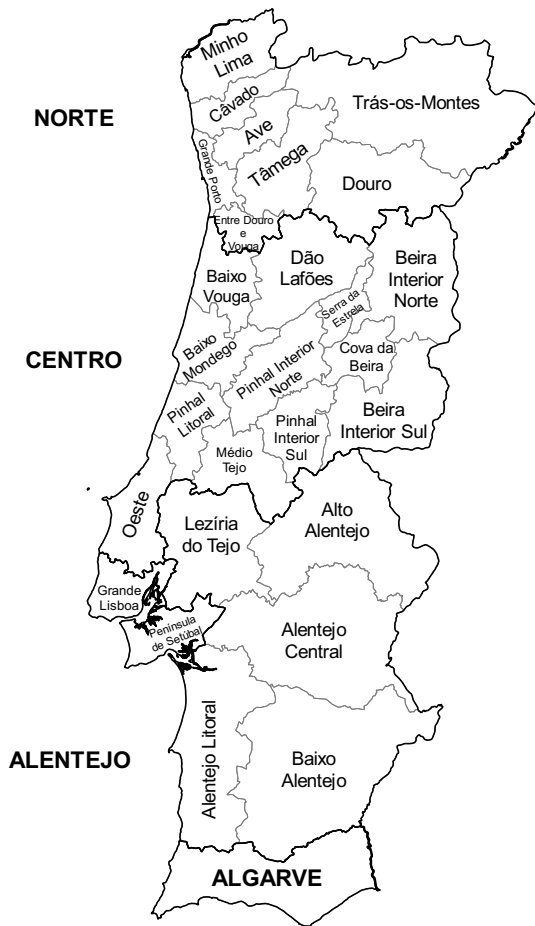 Minho
Lima
Câvado
Trás-os-Montes
NORTE
Ave
Grande Porto
Tâmega
Douro
Entre Douro
e
Vouga
Dão
Lafões
Beira
Interior
Norte
Baixo
Vouga
Serra da
Estrela
CENTRO
Baixo
Mondego
Pinhal Interior
Norte
Cova da
Beira
Pinhal
Litoral
Beira
Interior Sul
Pinhal
Interior
Sul
Médio
Tejo
Oeste
Lezíria
do Tejo
Alto
Alentejo
Grande
Lisboa
Península
de Setúbal
Alentejo
Central
Alentejo Litoral
ALENTEJO
Baixo
Alentejo
ALGARVE